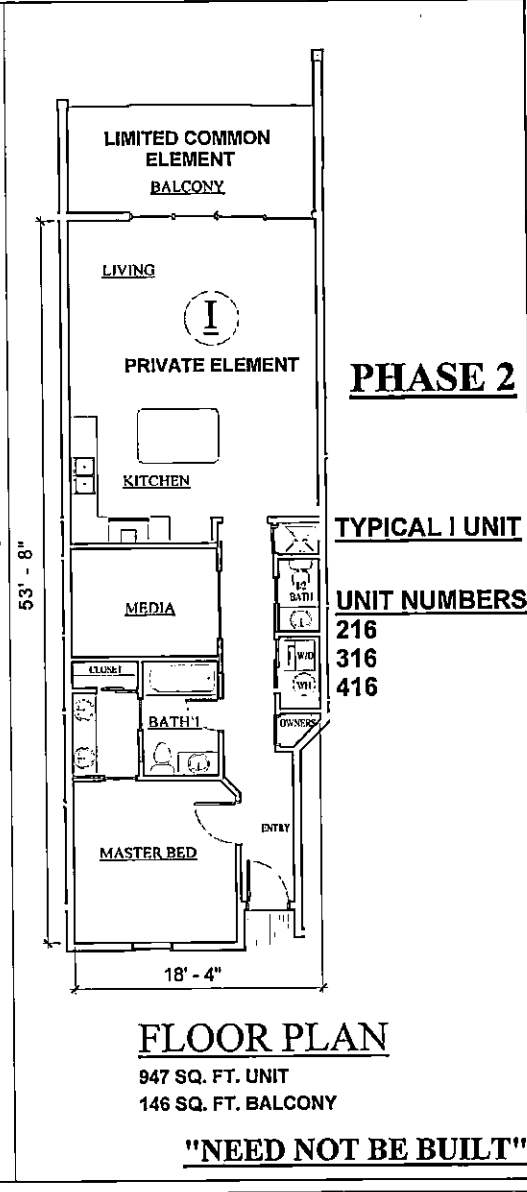 LIMITED COMMON
ELEMENT
BALCONY
LIVING
I
PRIVATE ELEMENT
PHASE 2
KITCHEN
TYPICAL I UNIT
53' - 8"
MEDIA
1/2
BATH
UNIT NUMBERS
216
316
416
CLOSET
W/D
WH
BATH 1
OWNERS
ENTRY
MASTER BED
18' - 4"
FLOOR PLAN
947 SQ. FT. UNIT
146 SQ. FT. BALCONY
"NEED NOT BE BUILT"